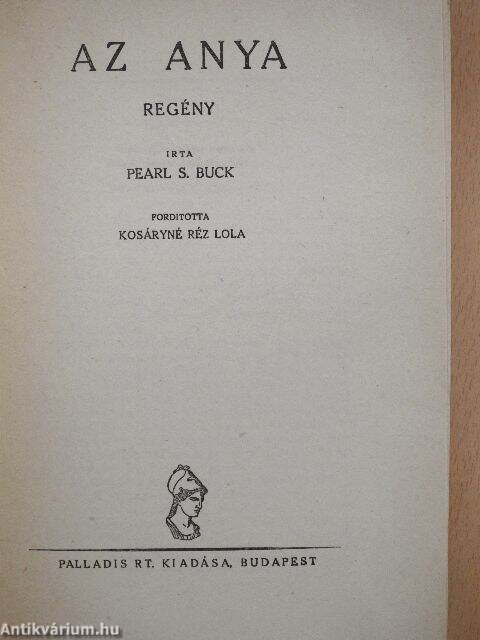 AZ ANYA
REGÉNY
IRTA
PEARL S. BUCK
FORDITOTTA
KOSÁRYNÉ RÉZ LOLA
PALLADIS RT. KIADÁSA, BUDAPEST
Antikvárium.hu